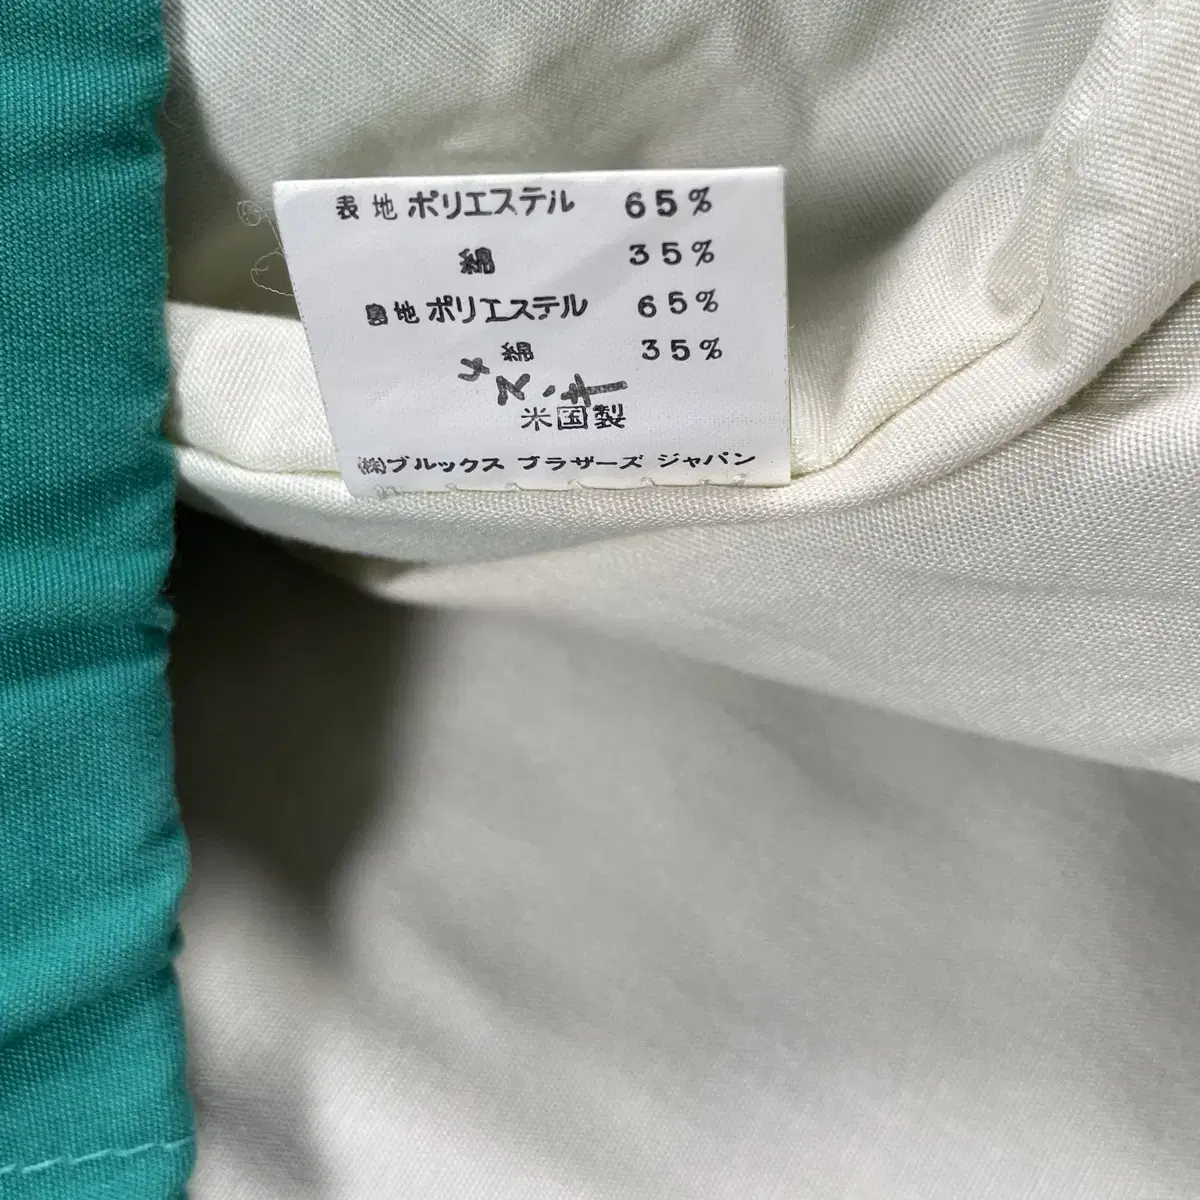 表地 ポリエステル 65%
綿 35%
裏地 ポリエステル 65%
綿 35%
米国製
㈱ブルックス ブラザーズ ジャパン